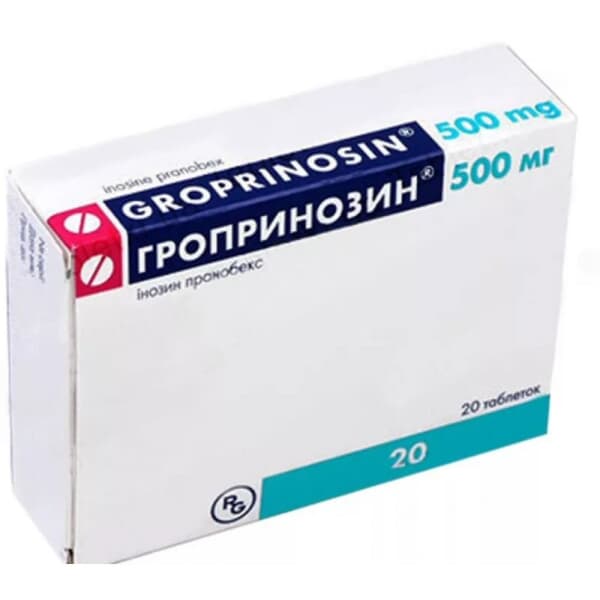 inosine pranobex
GROPRINOSIN® 500 mg
ГРОПРИНОЗИН® 500 мг
інозин пранобекс
20 таблеток
20
RG